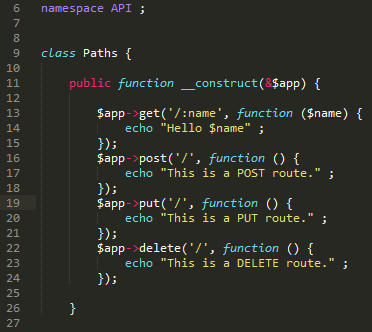 6 namespace API ;
7
8
9 class Paths {
10
11 public function __construct(&$app) {
12
13 $app->get('/:name', function ($name) {
14 echo "Hello $name" ;
15 });
16 $app->post('/', function () {
17 echo "This is a POST route." ;
18 });
19 $app->put('/', function () {
20 echo "This is a PUT route." ;
21 });
22 $app->delete('/', function () {
23 echo "This is a DELETE route." ;
24 });
25
26 }
27